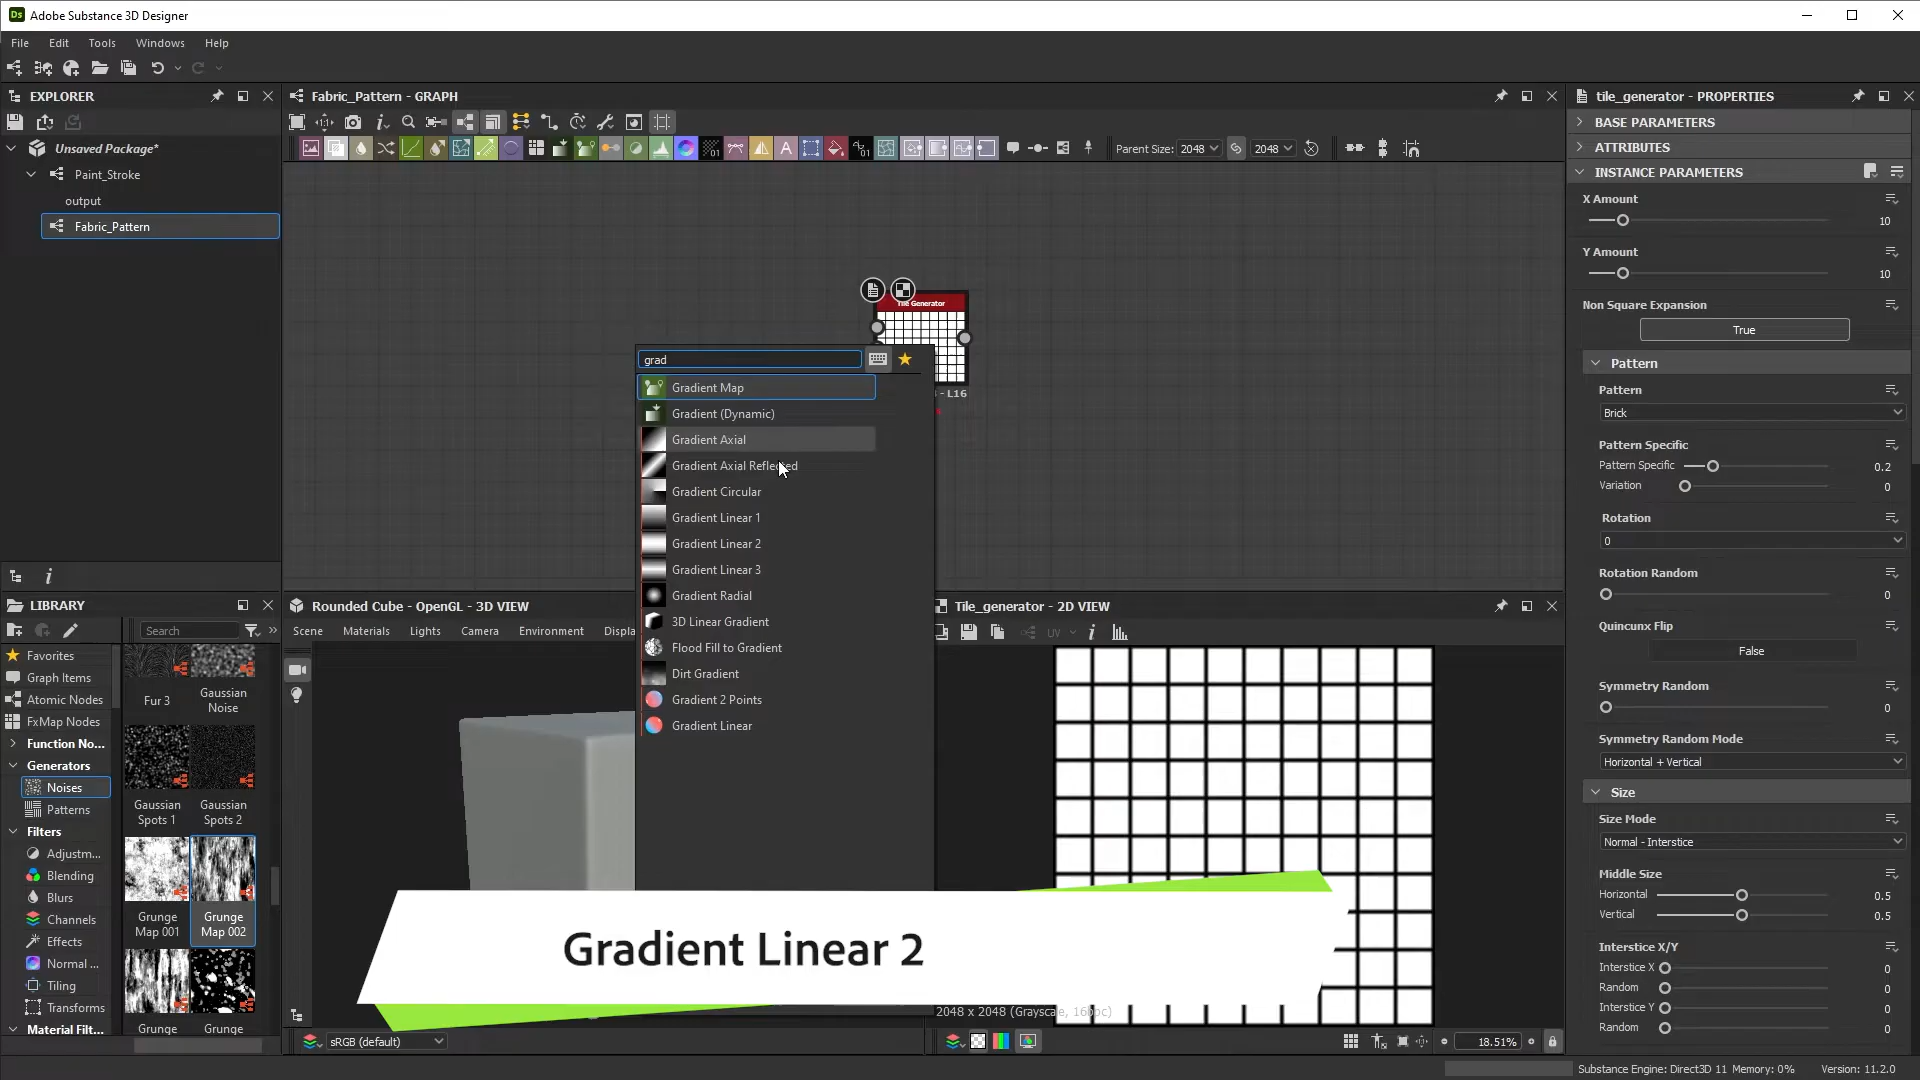 Adobe Substance 3D Designer
File Edit Tools Windows Help
EXPLORER
Unsaved Package*
Paint_Stroke
output
Fabric_Pattern
LIBRARY
Search
Favorites
Graph Items
Atomic Nodes
FxMap Nodes
Function No...
Generators
Noises
Patterns
Filters
Adjustm...
Blending
Blurs
Channels
Effects
Normal ...
Tiling
Transforms
Material Filt...
Fur 3
Gaussian Noise
Gaussian Spots 1
Gaussian Spots 2
Grunge Map 001
Grunge Map 002
Grunge
Grunge
Fabric_Pattern - GRAPH
Parent Size: 2048 2048
Tile Generator
- L16
grad
Gradient Map
Gradient (Dynamic)
Gradient Axial
Gradient Axial Reflected
Gradient Circular
Gradient Linear 1
Gradient Linear 2
Gradient Linear 3
Gradient Radial
3D Linear Gradient
Flood Fill to Gradient
Dirt Gradient
Gradient 2 Points
Gradient Linear
Rounded Cube - OpenGL - 3D VIEW
Scene Materials Lights Camera Environment Displa
sRGB (default)
Tile_generator - 2D VIEW
UV
2048 x 2048 (Grayscale, 16bpc)
18.51%
Gradient Linear 2
tile_generator - PROPERTIES
BASE PARAMETERS
ATTRIBUTES
INSTANCE PARAMETERS
X Amount
10
Y Amount
10
Non Square Expansion
True
Pattern
Pattern
Brick
Pattern Specific
Pattern Specific 0.2
Variation 0
Rotation
0
Rotation Random
0
Quincunx Flip
False
Symmetry Random
0
Symmetry Random Mode
Horizontal + Vertical
Size
Size Mode
Normal - Interstice
Middle Size
Horizontal 0.5
Vertical 0.5
Interstice X/Y
Interstice X 0
Random 0
Interstice Y 0
Random 0
Substance Engine: Direct3D 11 Memory: 0% Version: 11.2.0